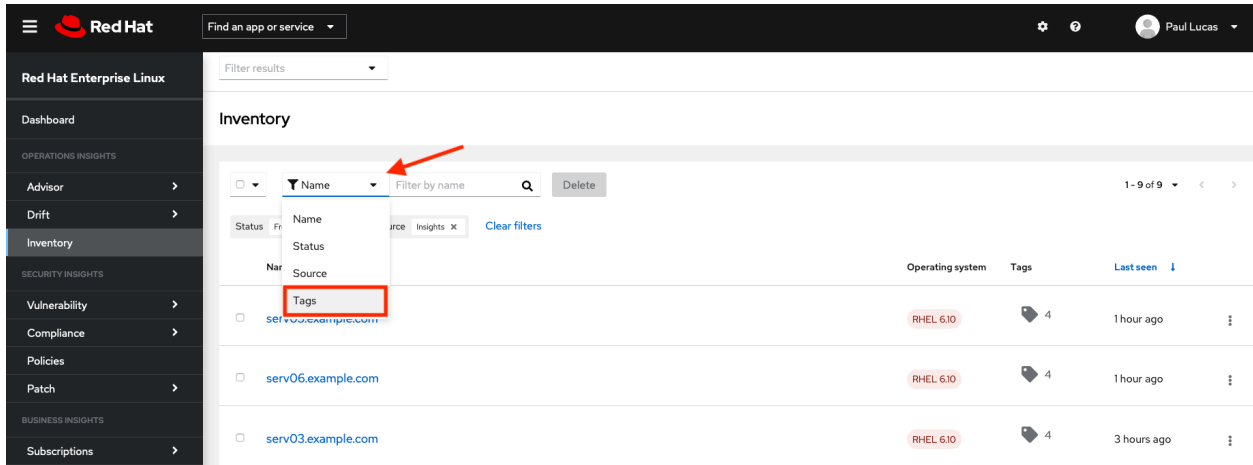 Red Hat
Find an app or service
Paul Lucas
Red Hat Enterprise Linux
Dashboard
OPERATIONS INSIGHTS
Advisor
Drift
Inventory
SECURITY INSIGHTS
Vulnerability
Compliance
Policies
Patch
BUSINESS INSIGHTS
Subscriptions
Filter results
Inventory
Name
Filter by name
Delete
1 - 9 of 9
Status
Insights
Clear filters
Name
Status
Source
Tags
Operating system
Tags
Last seen
RHEL 6.10
4
1 hour ago
serv06.example.com
RHEL 6.10
4
1 hour ago
serv03.example.com
RHEL 6.10
4
3 hours ago